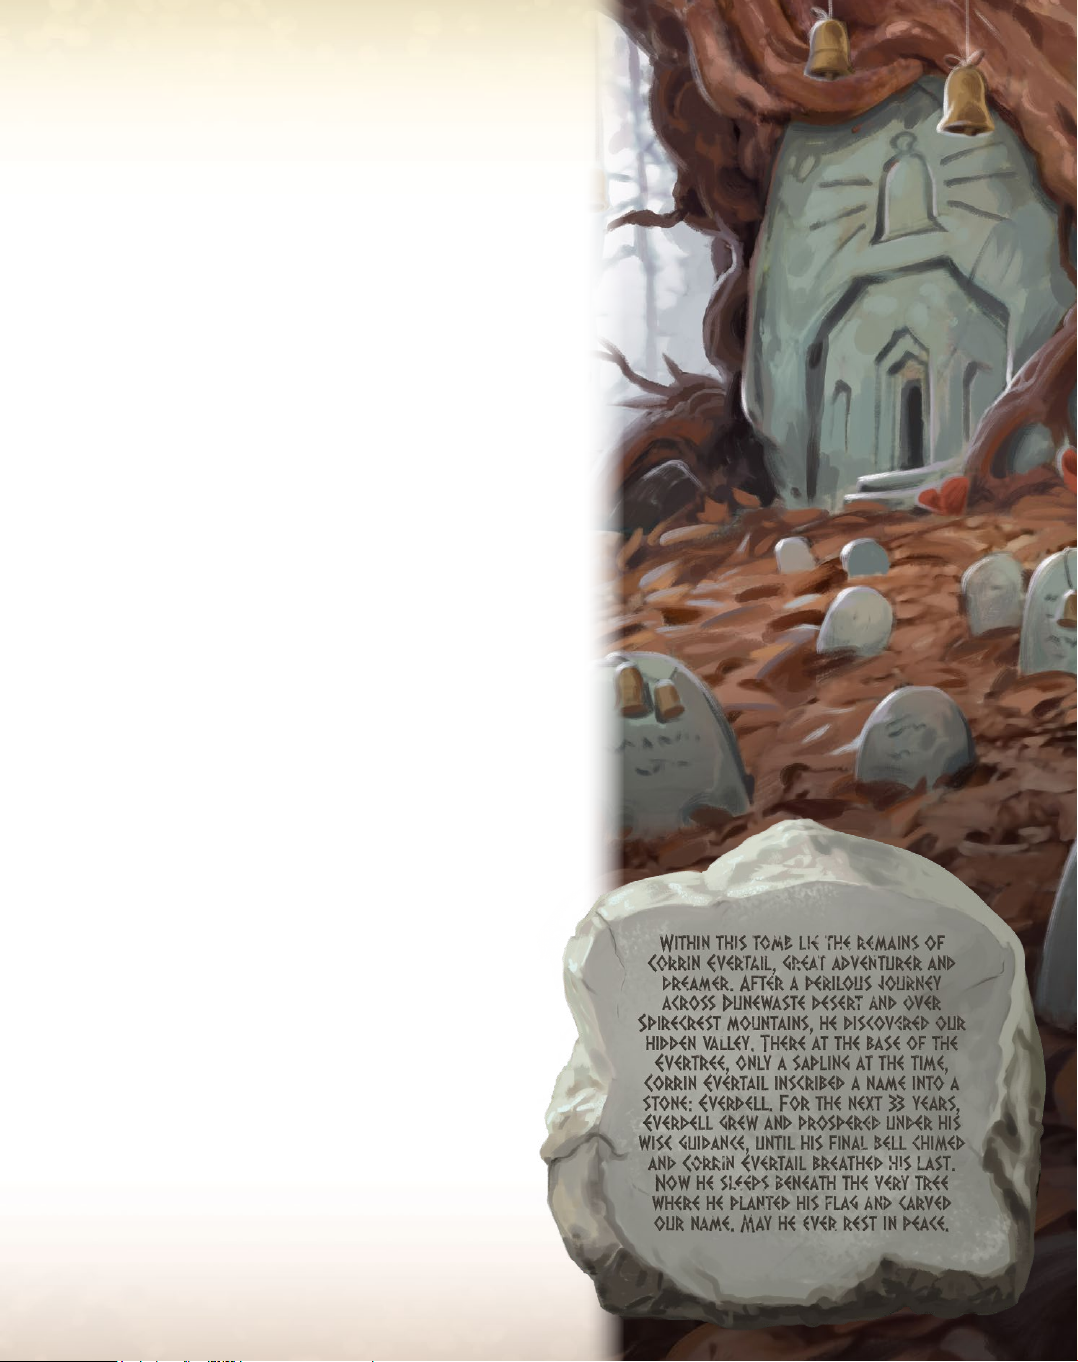 Within this tomb lie the remains of
Corrin Evertail, great adventurer and
dreamer. After a perilous journey
across Dunewaste desert and over
Spirecrest mountains, he discovered our
hidden valley. There at the base of the
Evertree, only a sapling at the time,
Corrin Evertail inscribed a name into a
stone: Everdell. For the next 33 years,
Everdell grew and prospered under his
wise guidance, until his final bell chimed
and Corrin Evertail breathed his last.
Now he sleeps beneath the very tree
where he planted his flag and carved
our name. May he ever rest in peace.